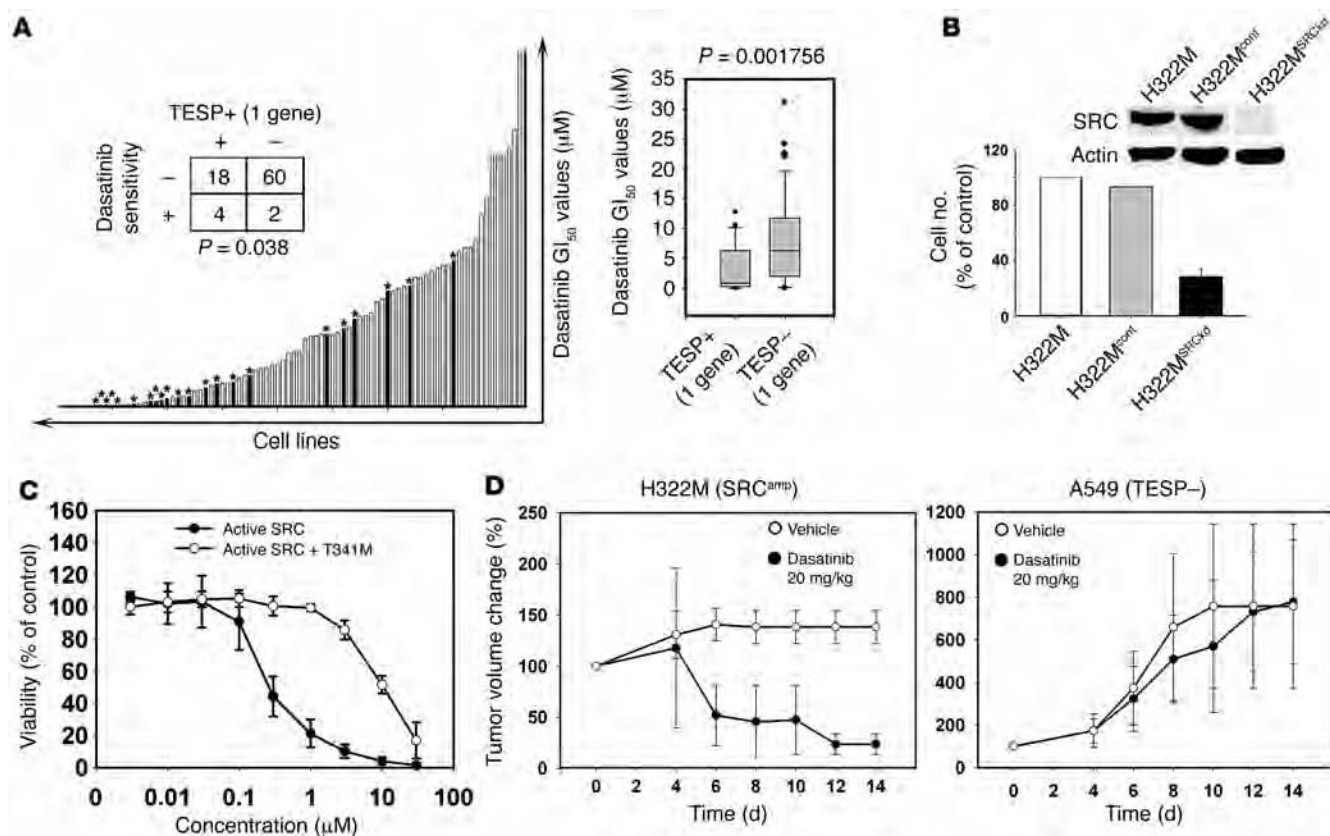 A
TESP+ (1 gene)
+ –
Dasatinib
sensitivity
– 18 60
+ 4 2
P = 0.038
Cell lines
Dasatinib GI50 values (μM)
P = 0.001756
Dasatinib GI50 values (μM)
35
30
25
20
15
10
5
0
TESP+
(1 gene)
TESP–
(1 gene)
B
H322M
H322Mcont
H322MSRCkd
SRC
Actin
Cell no.
(% of control)
120
80
40
0
H322M
H322Mcont
H322MSRCkd
C
Viability (% of control)
160
140
120
100
80
60
40
20
0
Active SRC
Active SRC + T341M
0 0.01 0.1 1 10 100
Concentration (μM)
D
H322M (SRCamp)
Tumor volume change (%)
250
200
150
100
50
0
Vehicle
Dasatinib
20 mg/kg
0 4 6 8 10 12 14
Time (d)
A549 (TESP–)
1200
1000
800
600
400
200
0
Vehicle
Dasatinib
20 mg/kg
0 4 6 8 10 12 14
Time (d)